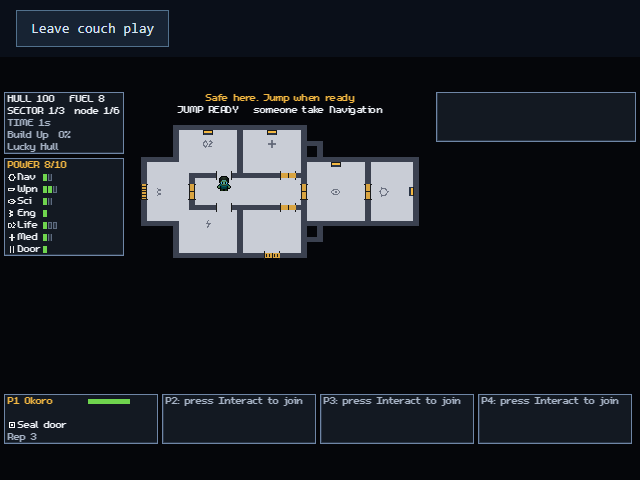 Leave couch play
HULL 100 FUEL 8
SECTOR 1/3 node 1/6
TIME 1s
Build Up 0%
Lucky Hull
Safe here. Jump when ready
JUMP READY someone take Navigation
POWER 8/10
Nav
Wpn
Sci
Eng
Life
Med
Door
O2
P1 Okoro
Seal door
Rep 3
P2: press Interact to join
P3: press Interact to join
P4: press Interact to join